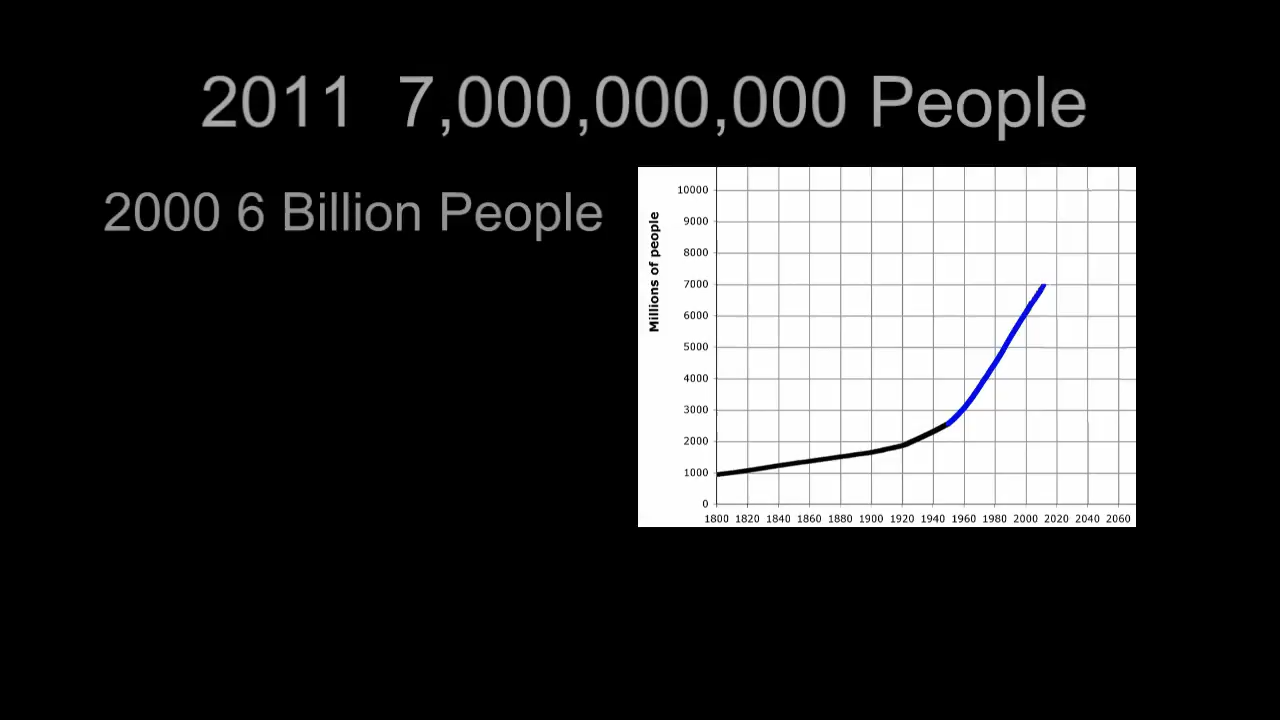 2011 7,000,000,000 People
2000 6 Billion People
Millions of people
10000
9000
8000
7000
6000
5000
4000
3000
2000
1000
0
1800 1820 1840 1860 1880 1900 1920 1940 1960 1980 2000 2020 2040 2060